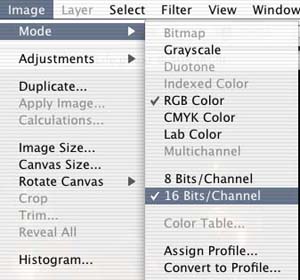 Image Layer Select Filter View Window
Mode
Adjustments
Duplicate...
Apply Image...
Calculations...
Image Size...
Canvas Size...
Rotate Canvas
Crop
Trim...
Reveal All
Histogram...
Bitmap
Grayscale
Duotone
Indexed Color
RGB Color
CMYK Color
Lab Color
Multichannel
8 Bits/Channel
16 Bits/Channel
Color Table...
Assign Profile...
Convert to Profile...